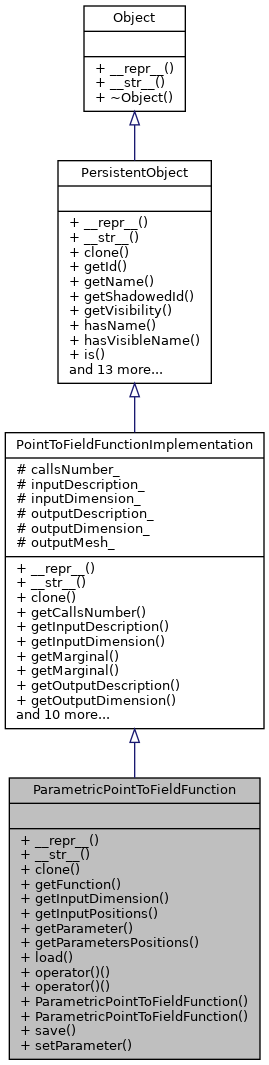 Object
+ __repr__()
+ __str__()
+ ~Object()
PersistentObject
+ __repr__()
+ __str__()
+ clone()
+ getId()
+ getName()
+ getShadowedId()
+ getVisibility()
+ hasName()
+ hasVisibleName()
+ is()
and 13 more...
PointToFieldFunctionImplementation
# callsNumber_
# inputDescription_
# inputDimension_
# outputDescription_
# outputDimension_
# outputMesh_
+ __repr__()
+ __str__()
+ clone()
+ getCallsNumber()
+ getInputDescription()
+ getInputDimension()
+ getMarginal()
+ getMarginal()
+ getOutputDescription()
+ getOutputDimension()
and 10 more...
ParametricPointToFieldFunction
+ __repr__()
+ __str__()
+ clone()
+ getFunction()
+ getInputDimension()
+ getInputPositions()
+ getParameter()
+ getParametersPositions()
+ load()
+ operator()()
+ operator()()
+ ParametricPointToFieldFunction()
+ ParametricPointToFieldFunction()
+ save()
+ setParameter()